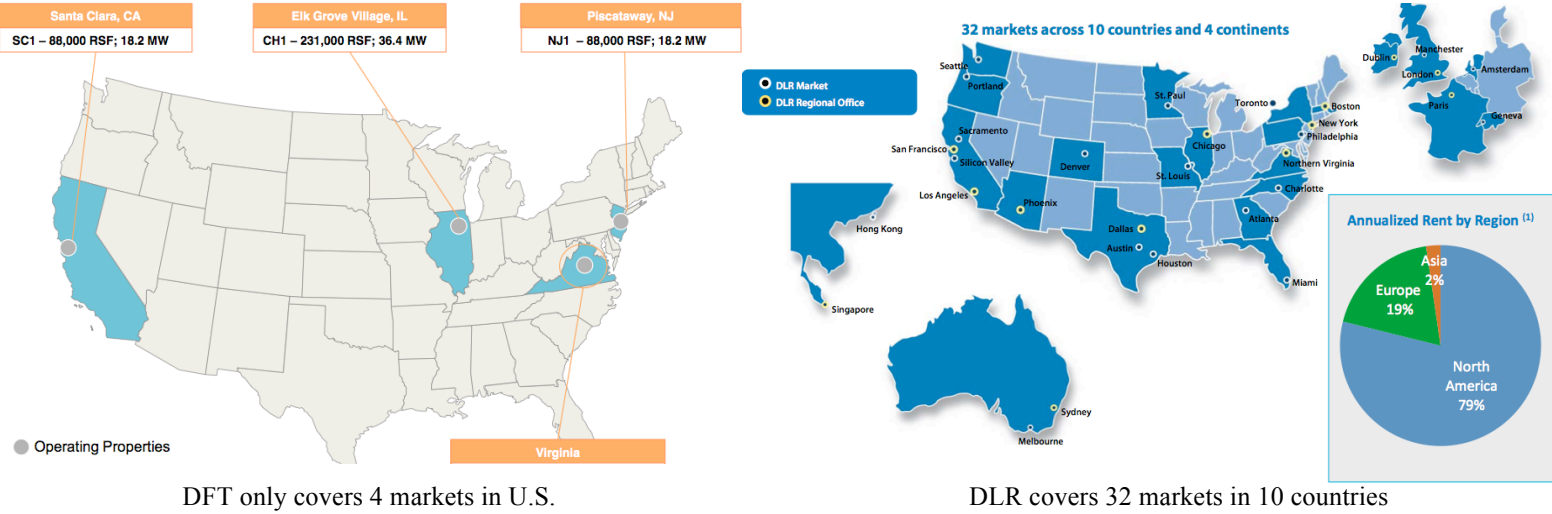 Santa Clara, CA
SC1 – 88,000 RSF; 18.2 MW
Elk Grove Village, IL
CH1 – 231,000 RSF; 36.4 MW
Piscataway, NJ
NJ1 – 88,000 RSF; 18.2 MW
Operating Properties
Virginia
DFT only covers 4 markets in U.S.
32 markets across 10 countries and 4 continents
DLR Market
DLR Regional Office
Seattle
Portland
Sacramento
San Francisco
Silicon Valley
Los Angeles
Phoenix
Denver
St. Paul
St. Louis
Chicago
Dallas
Austin
Houston
Toronto
Boston
New York
Philadelphia
Northern Virginia
Charlotte
Atlanta
Miami
Dublin
Manchester
London
Amsterdam
Paris
Geneva
Hong Kong
Singapore
Sydney
Melbourne
Annualized Rent by Region (1)
Asia
2%
Europe
19%
North
America
79%
DLR covers 32 markets in 10 countries